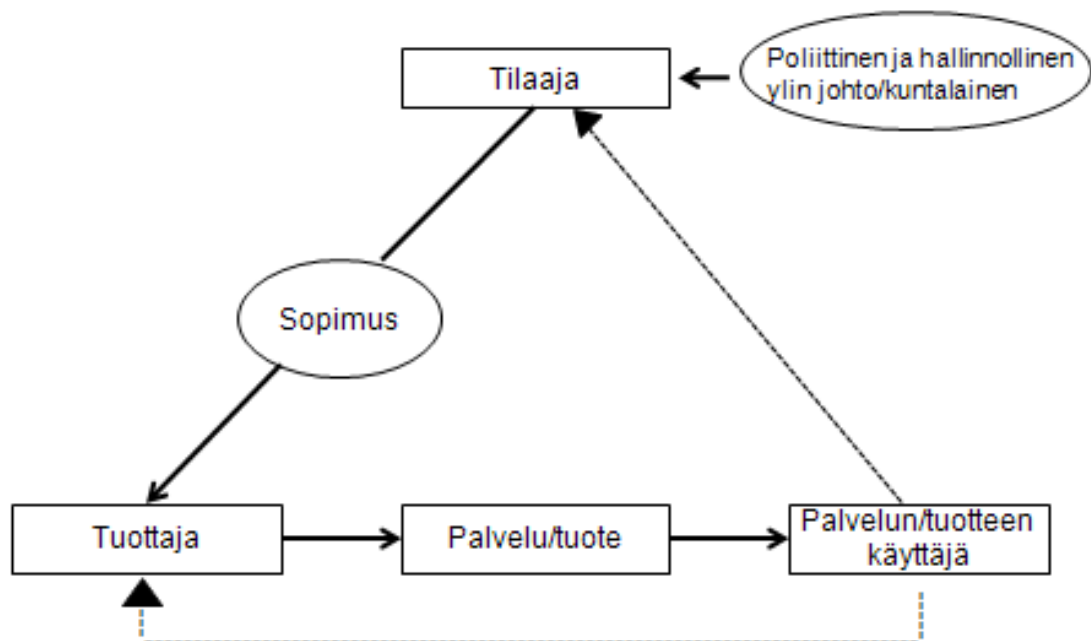 Poliittinen ja hallinnollinen
ylin johto/kuntalainen
Tilaaja
Sopimus
Tuottaja
Palvelu/tuote
Palvelun/tuotteen
käyttäjä